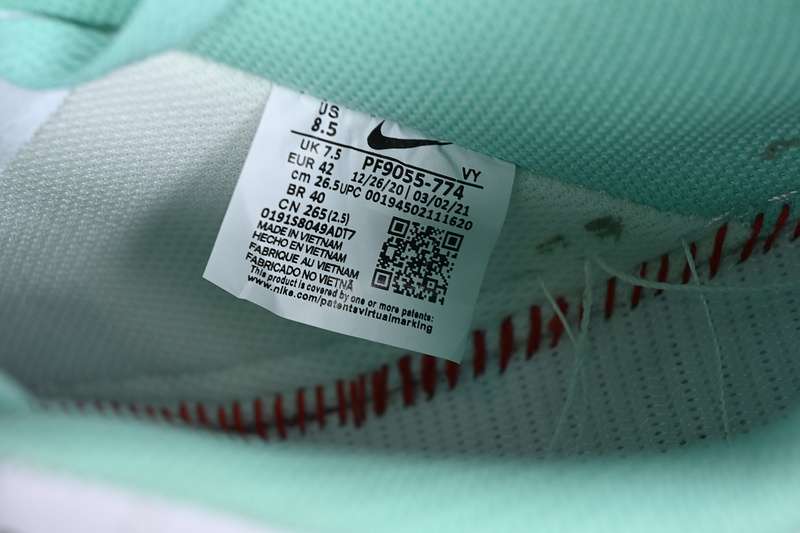 US
8.5
UK 7.5
EUR 42
cm 26.5
BR 40
CN 265(2.5)
PF9055-774 VY
12/26/20 | 03/02/21
UPC 00194502111620
0191S8049ADT7
MADE IN VIETNAM
HECHO EN VIETNAM
FABRIQUE AU VIETNAM
FABRICADO NO VIETNÃ
This product is covered by one or more patents:
www.nike.com/patentsvirtualmarking